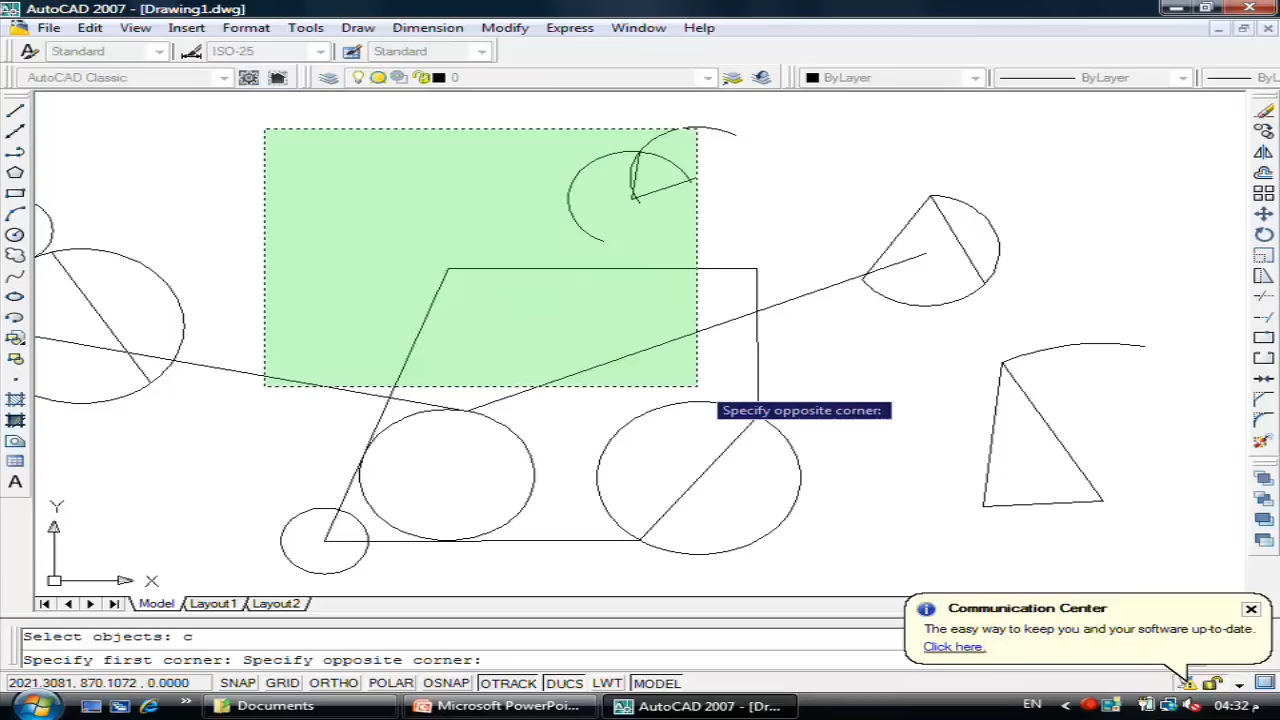 AutoCAD 2007 - [Drawing1.dwg]
File Edit View Insert Format Tools Draw Dimension Modify Express Window Help
Standard ISO-25 Standard
AutoCAD Classic 0 ByLayer ByLayer ByL
Specify opposite corner:
Y
X
A
Model Layout1 Layout2
Communication Center
The easy way to keep you and your software up-to-date.
Click here.
Select objects: c
Specify first corner: Specify opposite corner:
2021.3081, 870.1072, 0.0000 SNAP GRID ORTHO POLAR OSNAP OTRACK DUCS LWT MODEL
Documents Microsoft PowerPoi... AutoCAD 2007 - [Dr... EN 04:32 م